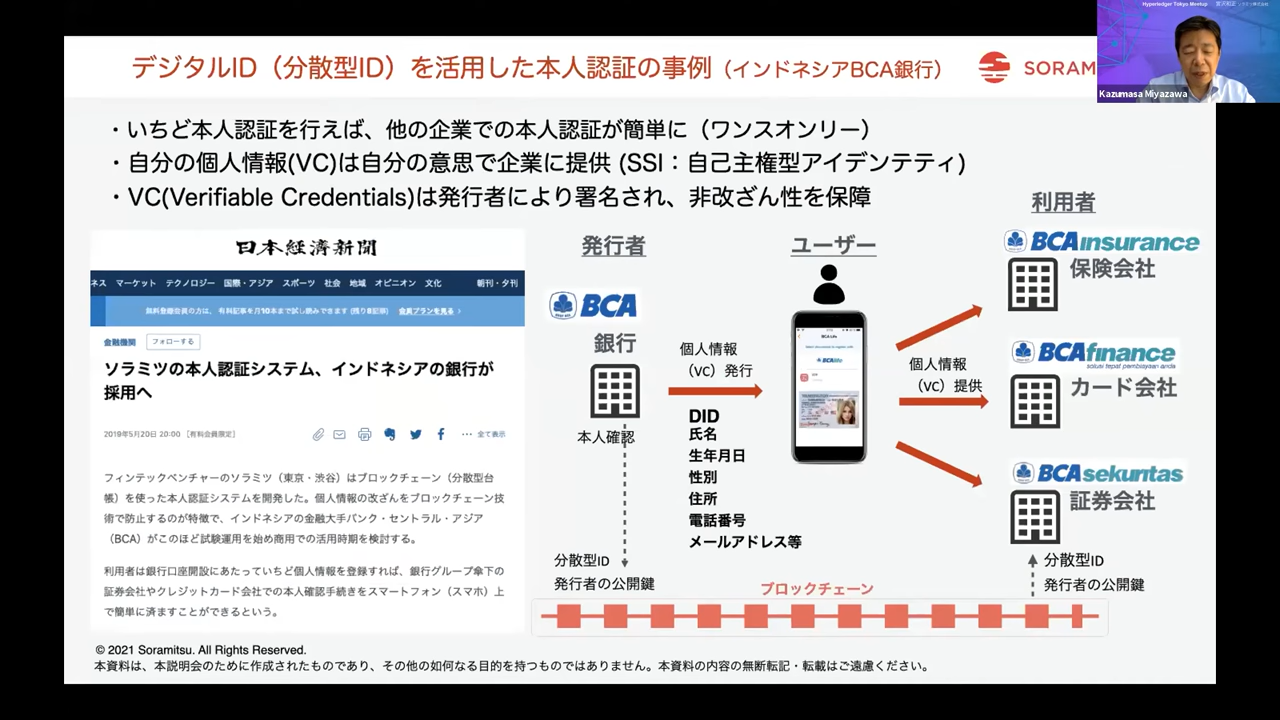 Hyperledger Tokyo Meetup
Kazumasa Miyazawa
デジタルID（分散型ID）を活用した本人認証の事例（インドネシアBCA銀行）
SORAM
・いちど本人認証を行えば、他の企業での本人認証が簡単に（ワンスオンリー）
・自分の個人情報(VC)は自分の意思で企業に提供 (SSI：自己主権型アイデンテティ)
・VC(Verifiable Credentials)は発行者により署名され、非改ざん性を保障
日本経済新聞
ネス マーケット テクノロジー 国際・アジア スポーツ 社会 地域 オピニオン 文化 朝刊・夕刊
無料登録会員の方は、有料記事を月10本まで試し読みできます (残り8記事) 会員プランを見る
金融機関 フォローする
ソラミツの本人認証システム、インドネシアの銀行が
採用へ
2019年5月20日 20:00 [有料会員限定]
全て表示
フィンテックベンチャーのソラミツ（東京・渋谷）はブロックチェーン（分散型台
帳）を使った本人認証システムを開発した。個人情報の改ざんをブロックチェーン技
術で防止するのが特徴で、インドネシアの金融大手バンク・セントラル・アジア
（BCA）がこのほど試験運用を始め商用での活用時期を検討する。
利用者は銀行口座開設にあたっていちど個人情報を登録すれば、銀行グループ傘下の
証券会社やクレジットカード会社での本人確認手続きをスマートフォン（スマホ）上
で簡単に済ますことができるという。
発行者
BCA
銀行
本人確認
分散型ID
発行者の公開鍵
個人情報
（VC）発行
DID
氏名
生年月日
性別
住所
電話番号
メールアドレス等
ユーザー
BCA Life
BCAlife
個人情報
（VC）提供
利用者
BCAinsurance
保険会社
BCAfinance
solusi tepat pembiayaan anda
カード会社
BCAsekuritas
証券会社
分散型ID
発行者の公開鍵
ブロックチェーン
© 2021 Soramitsu. All Rights Reserved.
本資料は、本説明会のために作成されたものであり、その他の如何なる目的を持つものではありません。本資料の内容の無断転記・転載はご遠慮ください。